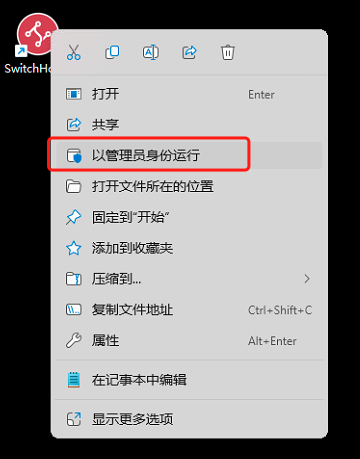 SwitchHo
打开 Enter
共享
以管理员身份运行
打开文件所在的位置
固定到"开始"
添加到收藏夹
压缩到...
复制文件地址 Ctrl+Shift+C
属性 Alt+Enter
在记事本中编辑
显示更多选项